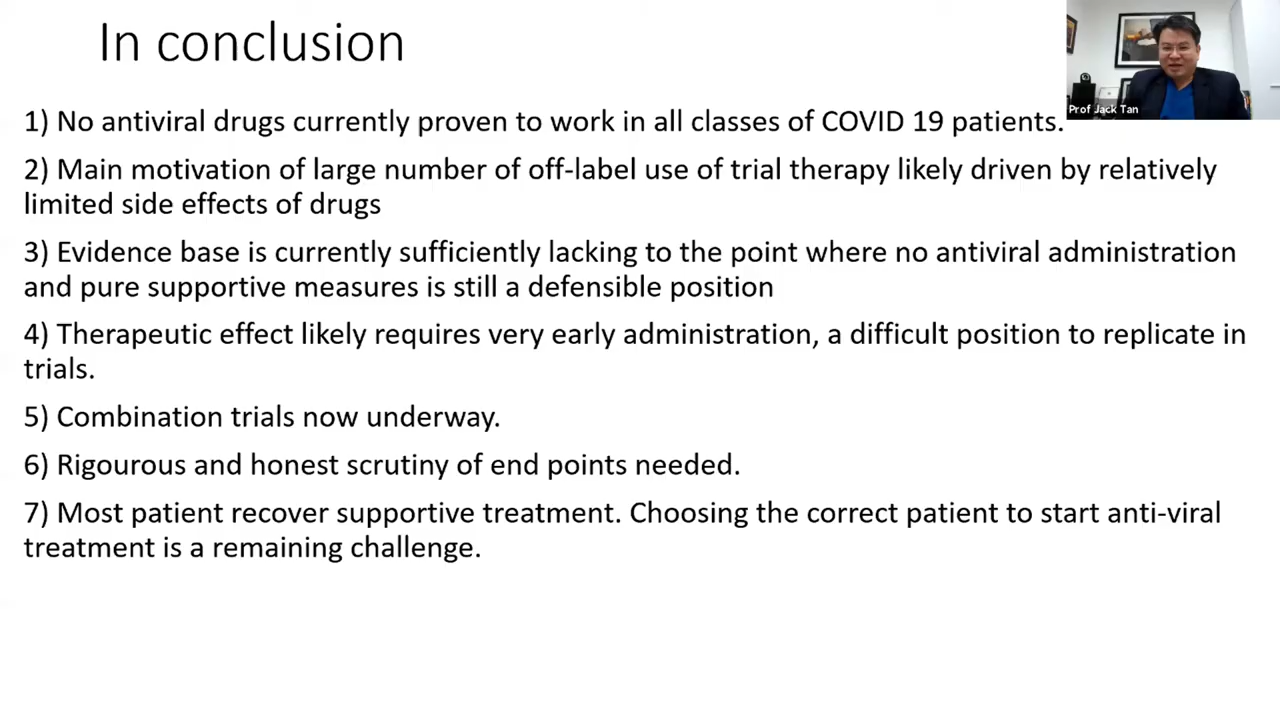 In conclusion
Prof Jack Tan
1) No antiviral drugs currently proven to work in all classes of COVID 19 patients.
2) Main motivation of large number of off-label use of trial therapy likely driven by relatively
limited side effects of drugs
3) Evidence base is currently sufficiently lacking to the point where no antiviral administration
and pure supportive measures is still a defensible position
4) Therapeutic effect likely requires very early administration, a difficult position to replicate in
trials.
5) Combination trials now underway.
6) Rigourous and honest scrutiny of end points needed.
7) Most patient recover supportive treatment. Choosing the correct patient to start anti-viral
treatment is a remaining challenge.